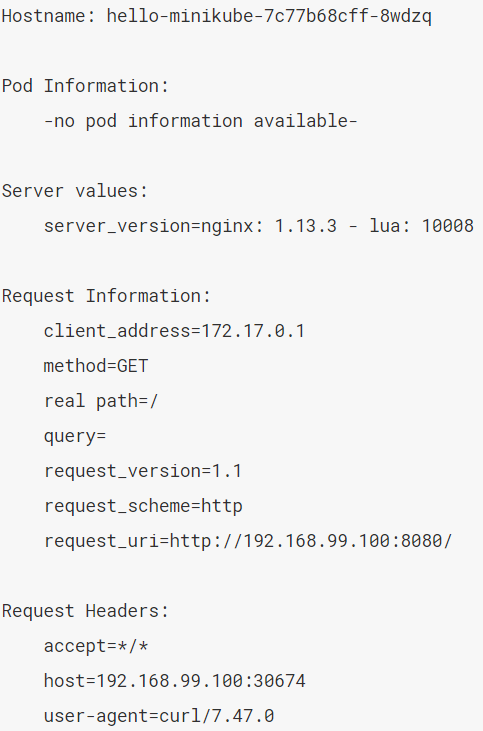 Hostname: hello-minikube-7c77b68cff-8wdzq
Pod Information:
-no pod information available-
Server values:
server_version=nginx: 1.13.3 - lua: 10008
Request Information:
client_address=172.17.0.1
method=GET
real path=/
query=
request_version=1.1
request_scheme=http
request_uri=http://192.168.99.100:8080/
Request Headers:
accept=*/*
host=192.168.99.100:30674
user-agent=curl/7.47.0